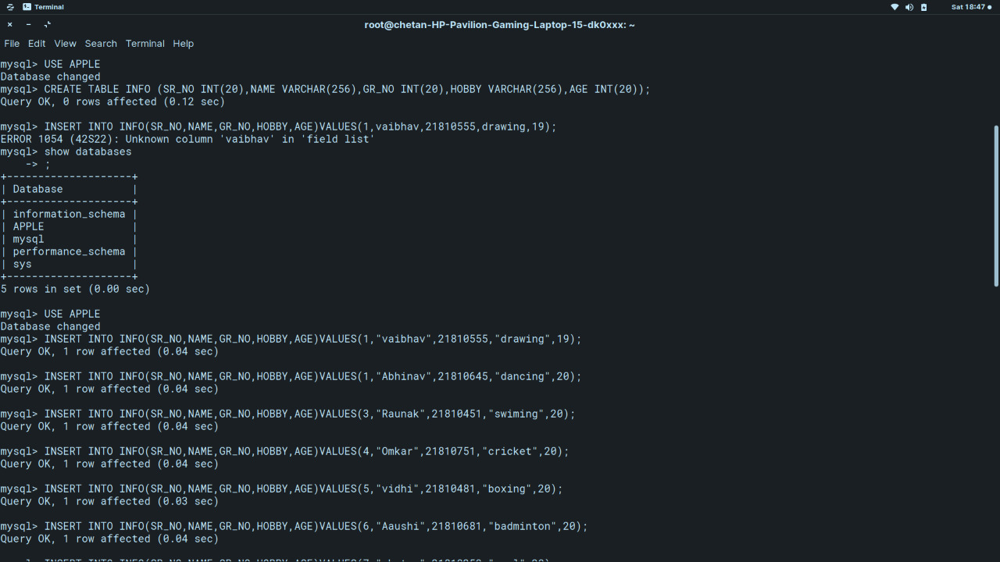 Terminal
Sat 18:47
root@chetan-HP-Pavilion-Gaming-Laptop-15-dk0xxx: ~
File Edit View Search Terminal Help
mysql> USE APPLE
Database changed
mysql> CREATE TABLE INFO (SR_NO INT(20),NAME VARCHAR(256),GR_NO INT(20),HOBBY VARCHAR(256),AGE INT(20));
Query OK, 0 rows affected (0.12 sec)
mysql> INSERT INTO INFO(SR_NO,NAME,GR_NO,HOBBY,AGE)VALUES(1,vaibhav,21810555,drawing,19);
ERROR 1054 (42S22): Unknown column 'vaibhav' in 'field list'
mysql> show databases
    -> ;
+--------------------+
| Database           |
+--------------------+
| information_schema |
| APPLE              |
| mysql              |
| performance_schema |
| sys                |
+--------------------+
5 rows in set (0.00 sec)
mysql> USE APPLE
Database changed
mysql> INSERT INTO INFO(SR_NO,NAME,GR_NO,HOBBY,AGE)VALUES(1,"vaibhav",21810555,"drawing",19);
Query OK, 1 row affected (0.04 sec)
mysql> INSERT INTO INFO(SR_NO,NAME,GR_NO,HOBBY,AGE)VALUES(1,"Abhinav",21810645,"dancing",20);
Query OK, 1 row affected (0.04 sec)
mysql> INSERT INTO INFO(SR_NO,NAME,GR_NO,HOBBY,AGE)VALUES(3,"Raunak",21810451,"swiming",20);
Query OK, 1 row affected (0.04 sec)
mysql> INSERT INTO INFO(SR_NO,NAME,GR_NO,HOBBY,AGE)VALUES(4,"Omkar",21810751,"cricket",20);
Query OK, 1 row affected (0.04 sec)
mysql> INSERT INTO INFO(SR_NO,NAME,GR_NO,HOBBY,AGE)VALUES(5,"vidhi",21810481,"boxing",20);
Query OK, 1 row affected (0.03 sec)
mysql> INSERT INTO INFO(SR_NO,NAME,GR_NO,HOBBY,AGE)VALUES(6,"Aaushi",21810681,"badminton",20);
Query OK, 1 row affected (0.04 sec)